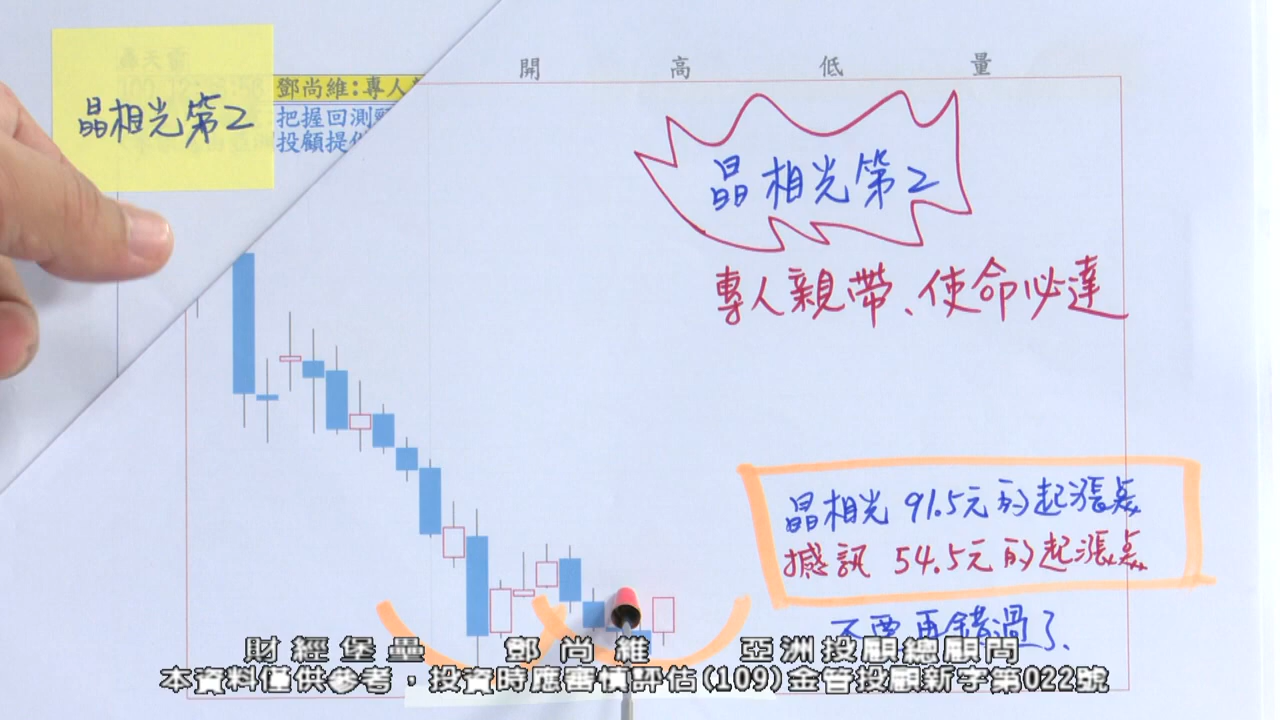 晶相光第2
鄧尚維:專人
把握回測
投顧提供
開 高 低 量
晶相光第2
專人親帶、使命必達
晶相光 91.5元的起漲點
撼訊 54.5元的起漲點
不要再錯過了.
財經堡壘 鄧尚維 亞洲投顧總顧問
本資料僅供參考，投資時應審慎評估(109)金管投顧新字第022號